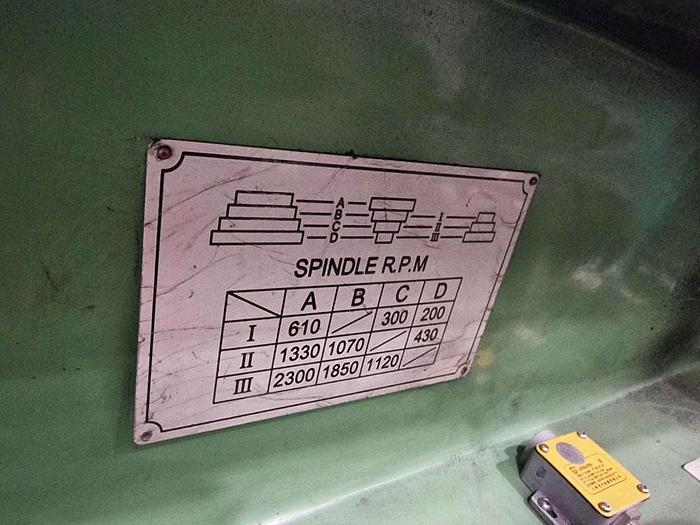 A
B
C
D
I
II
III
SPINDLE R.P.M
A B C D
I 610 300 200
II 1330 1070 430
III 2300 1850 1120